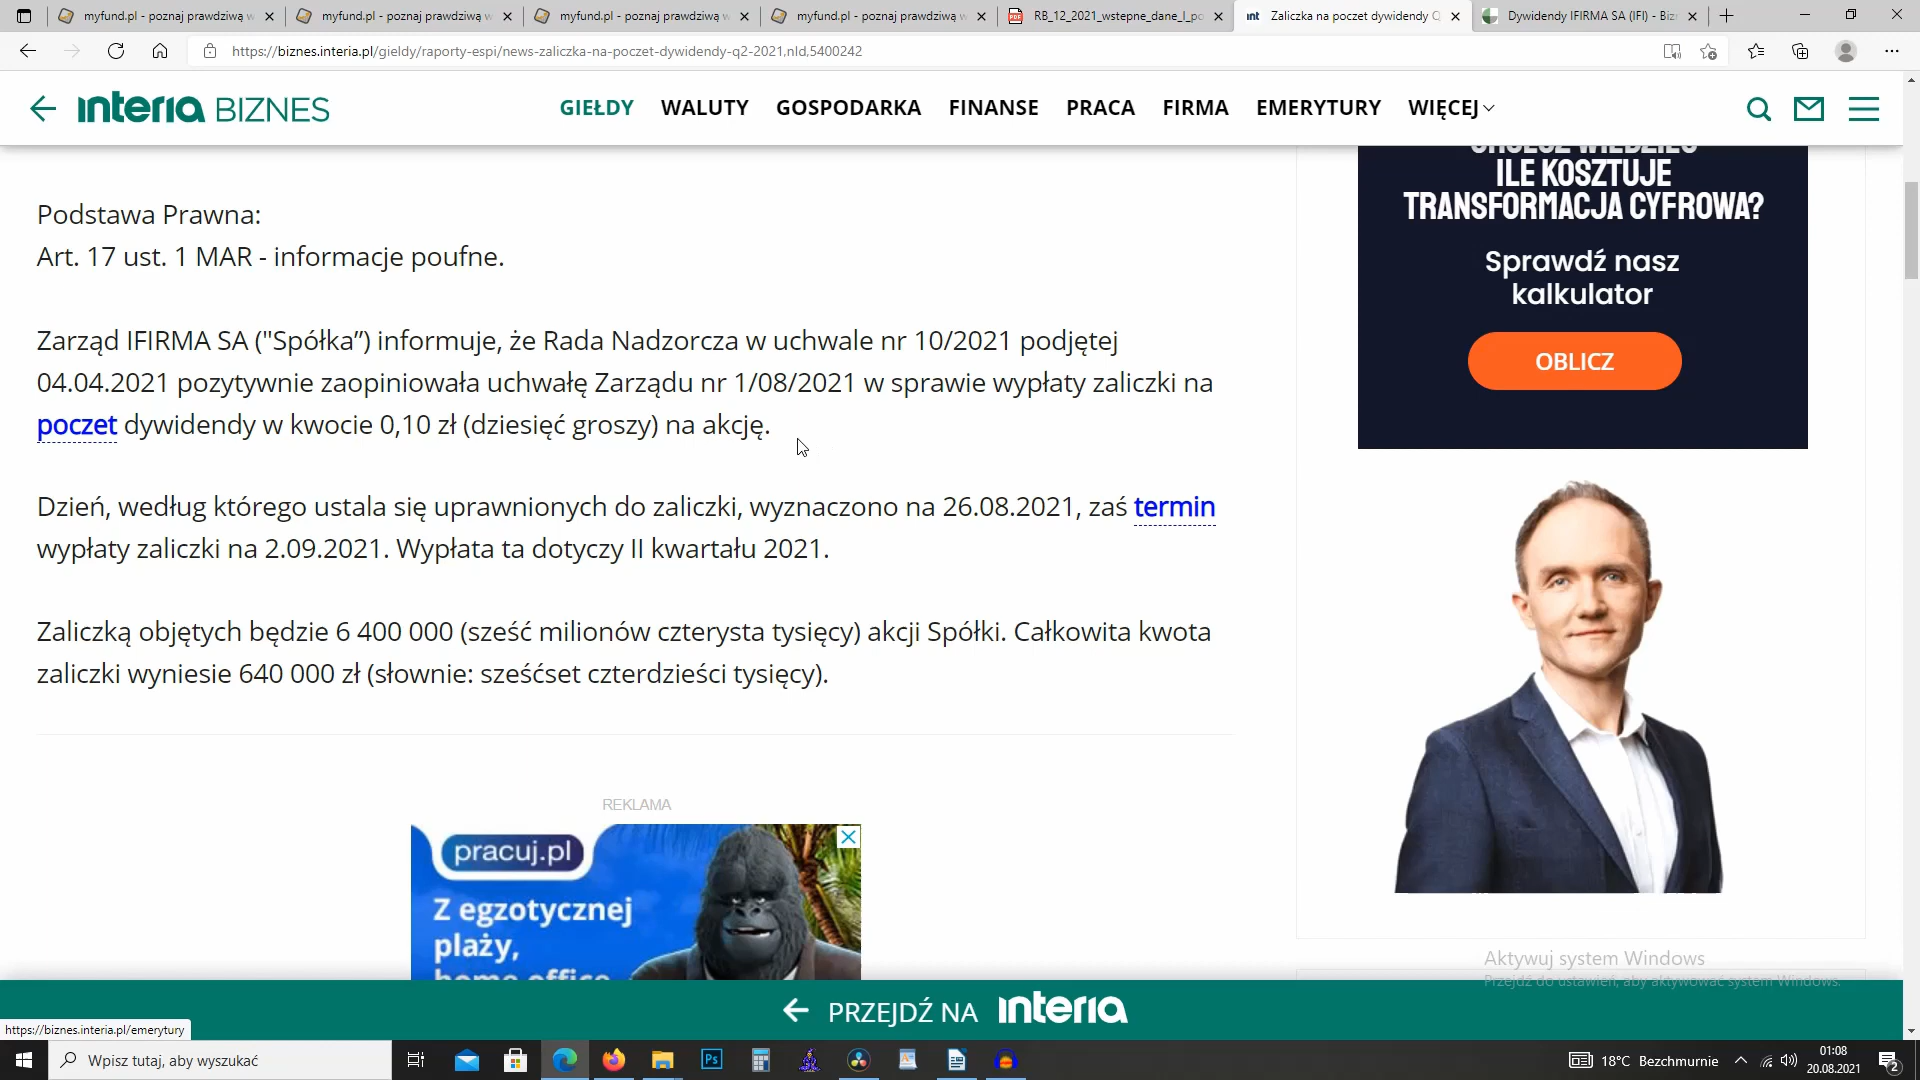 myfund.pl - poznaj prawdziwą w
myfund.pl - poznaj prawdziwą w
myfund.pl - poznaj prawdziwą w
myfund.pl - poznaj prawdziwą w
RB_12_2021_wstepne_dane_I_po
Zaliczka na poczet dywidendy Q
Dywidendy IFIRMA SA (IFI) - Biz
https://biznes.interia.pl/gieldy/raporty-espi/news-zaliczka-na-poczet-dywidendy-q2-2021,nId,5400242
interia BIZNES
GIEŁDY WALUTY GOSPODARKA FINANSE PRACA FIRMA EMERYTURY WIĘCEJ
Podstawa Prawna:
Art. 17 ust. 1 MAR - informacje poufne.
Zarząd IFIRMA SA ("Spółka”) informuje, że Rada Nadzorcza w uchwale nr 10/2021 podjętej
04.04.2021 pozytywnie zaopiniowała uchwałę Zarządu nr 1/08/2021 w sprawie wypłaty zaliczki na
poczet dywidendy w kwocie 0,10 zł (dziesięć groszy) na akcję.
Dzień, według którego ustala się uprawnionych do zaliczki, wyznaczono na 26.08.2021, zaś termin
wypłaty zaliczki na 2.09.2021. Wypłata ta dotyczy II kwartału 2021.
Zaliczką objętych będzie 6 400 000 (sześć milionów czterysta tysięcy) akcji Spółki. Całkowita kwota
zaliczki wyniesie 640 000 zł (słownie: sześćset czterdzieści tysięcy).
CHCESZ WIEDZIEĆ
ILE KOSZTUJE
TRANSFORMACJA CYFROWA?
Sprawdź nasz
kalkulator
OBLICZ
REKLAMA
pracuj.pl
Z egzotycznej
plaży,
home office
Aktywuj system Windows
Przejdź do ustawień, aby aktywować system Windows.
PRZEJDŹ NA interia
https://biznes.interia.pl/emerytury
Wpisz tutaj, aby wyszukać
Ps
18°C Bezchmurnie
01:08
20.08.2021
2